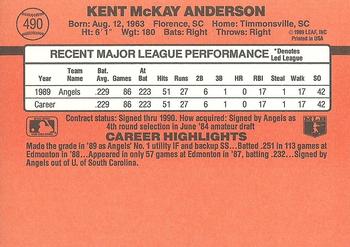 490
KENT McKAY ANDERSON
Born: Aug. 12, 1963 Florence, SC Home: Timmonsville, SC
Ht: 6'1" Wgt: 180 Bats: Right Throws: Right
©1989 LEAF, INC
Printed in USA
RECENT MAJOR LEAGUE PERFORMANCE
*Denotes
Led League
Year Team Bat. Avg. Games At Bat Hits Runs 2B 3B HR RBI Steal Walk SO
1989 Angels .229 86 223 51 27 6 1 0 17 1 17 42
Career .229 86 223 51 27 6 1 0 17 1 17 42
Contract status: Signed thru 1990. How acquired: Signed by Angels as
4th round selection in June '84 amateur draft
CAREER HIGHLIGHTS
Made the grade in '89 as Angels' No. 1 utility IF and backup SS...Batted .251 in 113 games at
Edmonton in '88...Appeared in only 57 games at Edmonton in '87, batting .232...Signed by
Angels out of U. of South Carolina.